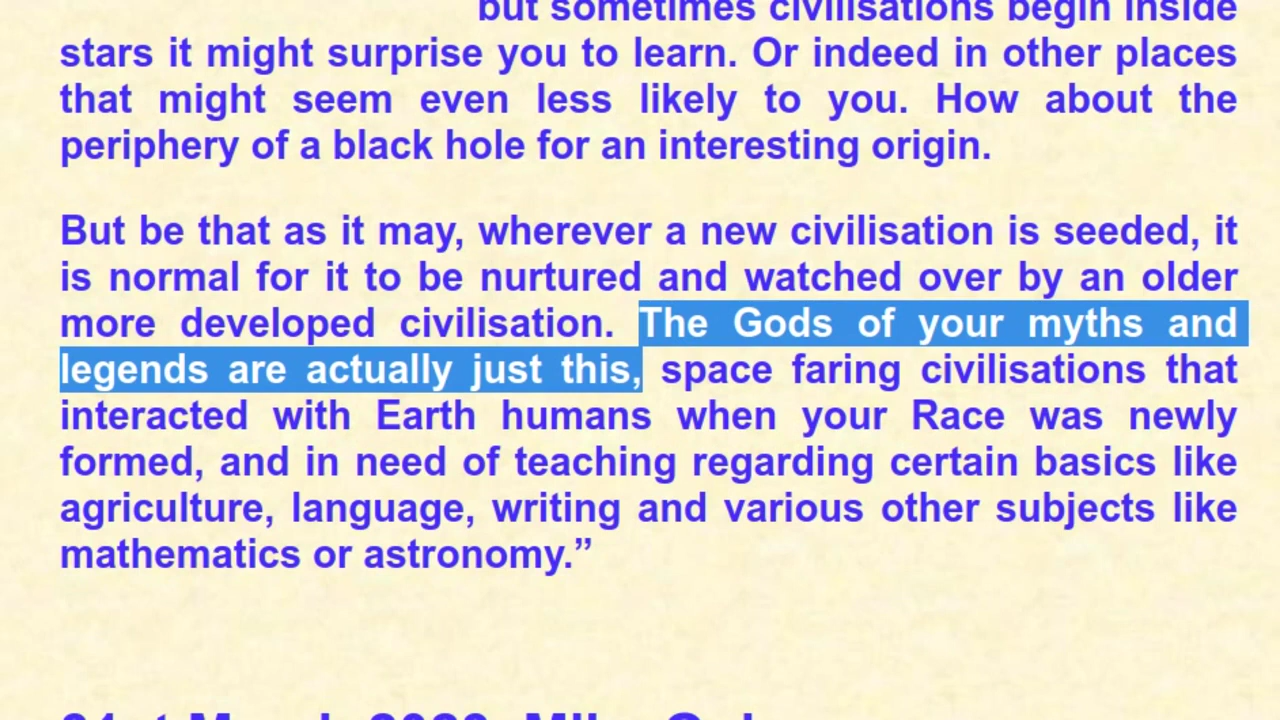 but sometimes civilisations begin inside
stars it might surprise you to learn. Or indeed in other places
that might seem even less likely to you. How about the
periphery of a black hole for an interesting origin.
But be that as it may, wherever a new civilisation is seeded, it
is normal for it to be nurtured and watched over by an older
more developed civilisation. The Gods of your myths and
legends are actually just this, space faring civilisations that
interacted with Earth humans when your Race was newly
formed, and in need of teaching regarding certain basics like
agriculture, language, writing and various other subjects like
mathematics or astronomy.”